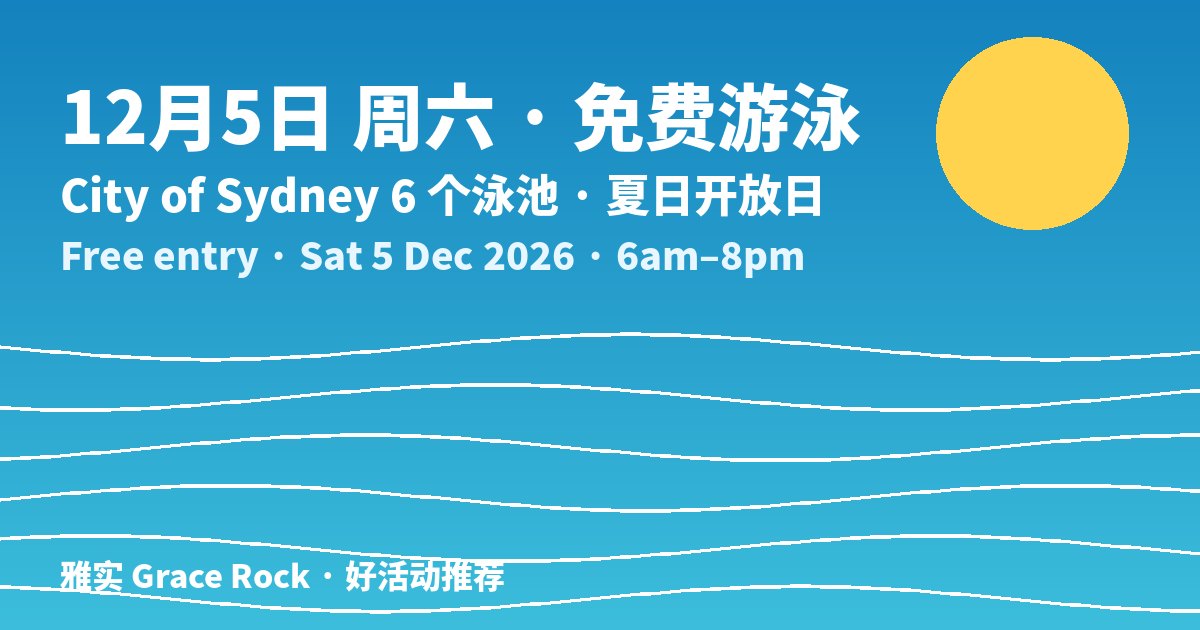 12月5日 周六 · 免费游泳
City of Sydney 6 个泳池 · 夏日开放日
Free entry · Sat 5 Dec 2026 · 6am–8pm
雅实 Grace Rock · 好活动推荐